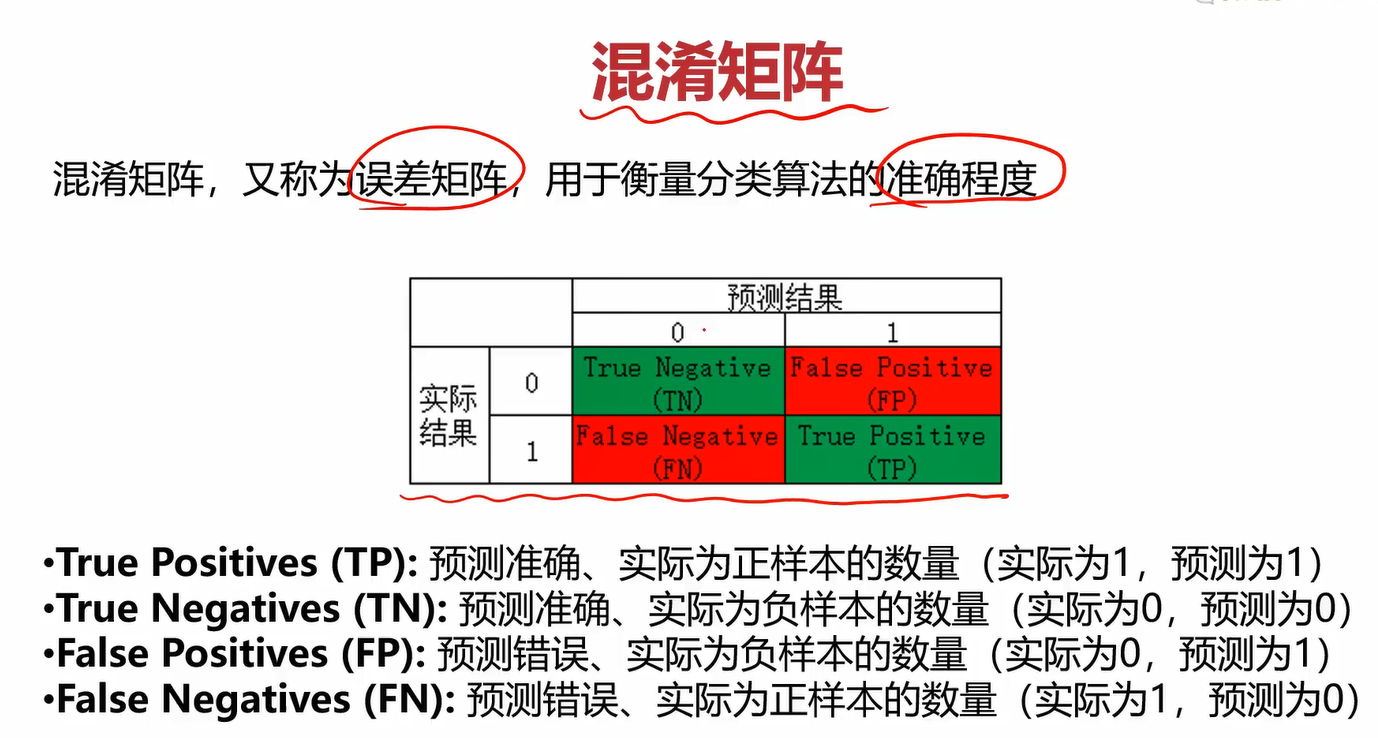 混淆矩阵
混淆矩阵，又称为误差矩阵，用于衡量分类算法的准确程度
预测结果
0 1
实际结果
0 True Negative (TN) False Positive (FP)
1 False Negative (FN) True Positive (TP)
•True Positives (TP): 预测准确、实际为正样本的数量（实际为1，预测为1）
•True Negatives (TN): 预测准确、实际为负样本的数量（实际为0，预测为0）
•False Positives (FP): 预测错误、实际为负样本的数量（实际为0，预测为1）
•False Negatives (FN): 预测错误、实际为正样本的数量（实际为1，预测为0）